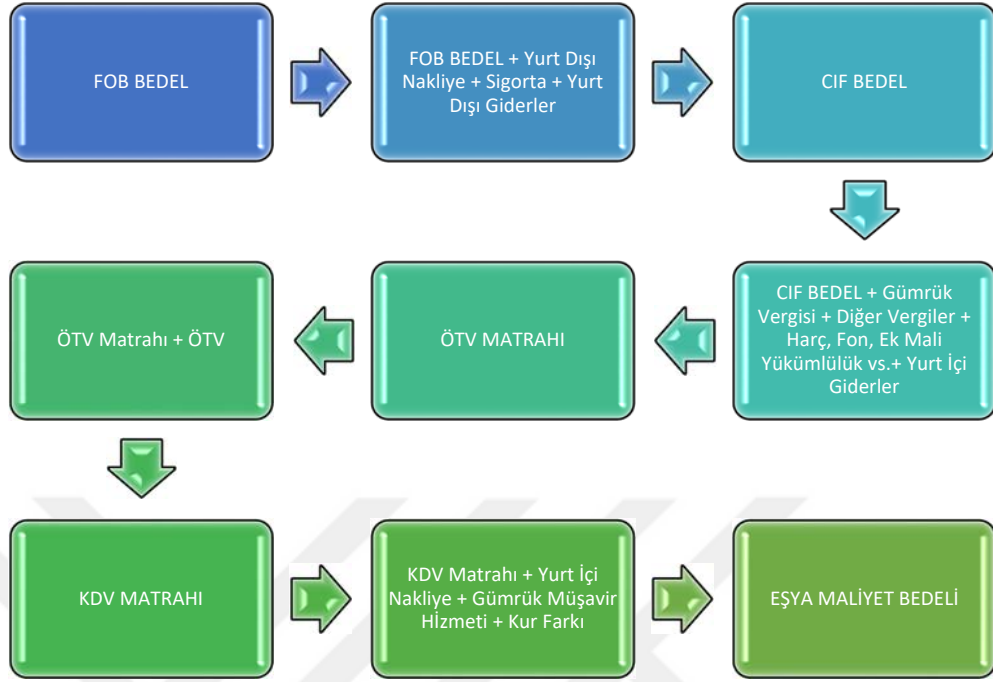 FOB BEDEL
FOB BEDEL + Yurt Dışı
Nakliye + Sigorta + Yurt
Dışı Giderler
CIF BEDEL
CIF BEDEL + Gümrük
Vergisi + Diğer Vergiler +
Harç, Fon, Ek Mali
Yükümlülük vs.+ Yurt İçi
Giderler
ÖTV MATRAHI
ÖTV Matrahı + ÖTV
KDV MATRAHI
KDV Matrahı + Yurt İçi
Nakliye + Gümrük Müşavir
Hİzmeti + Kur Farkı
EŞYA MALİYET BEDELİ